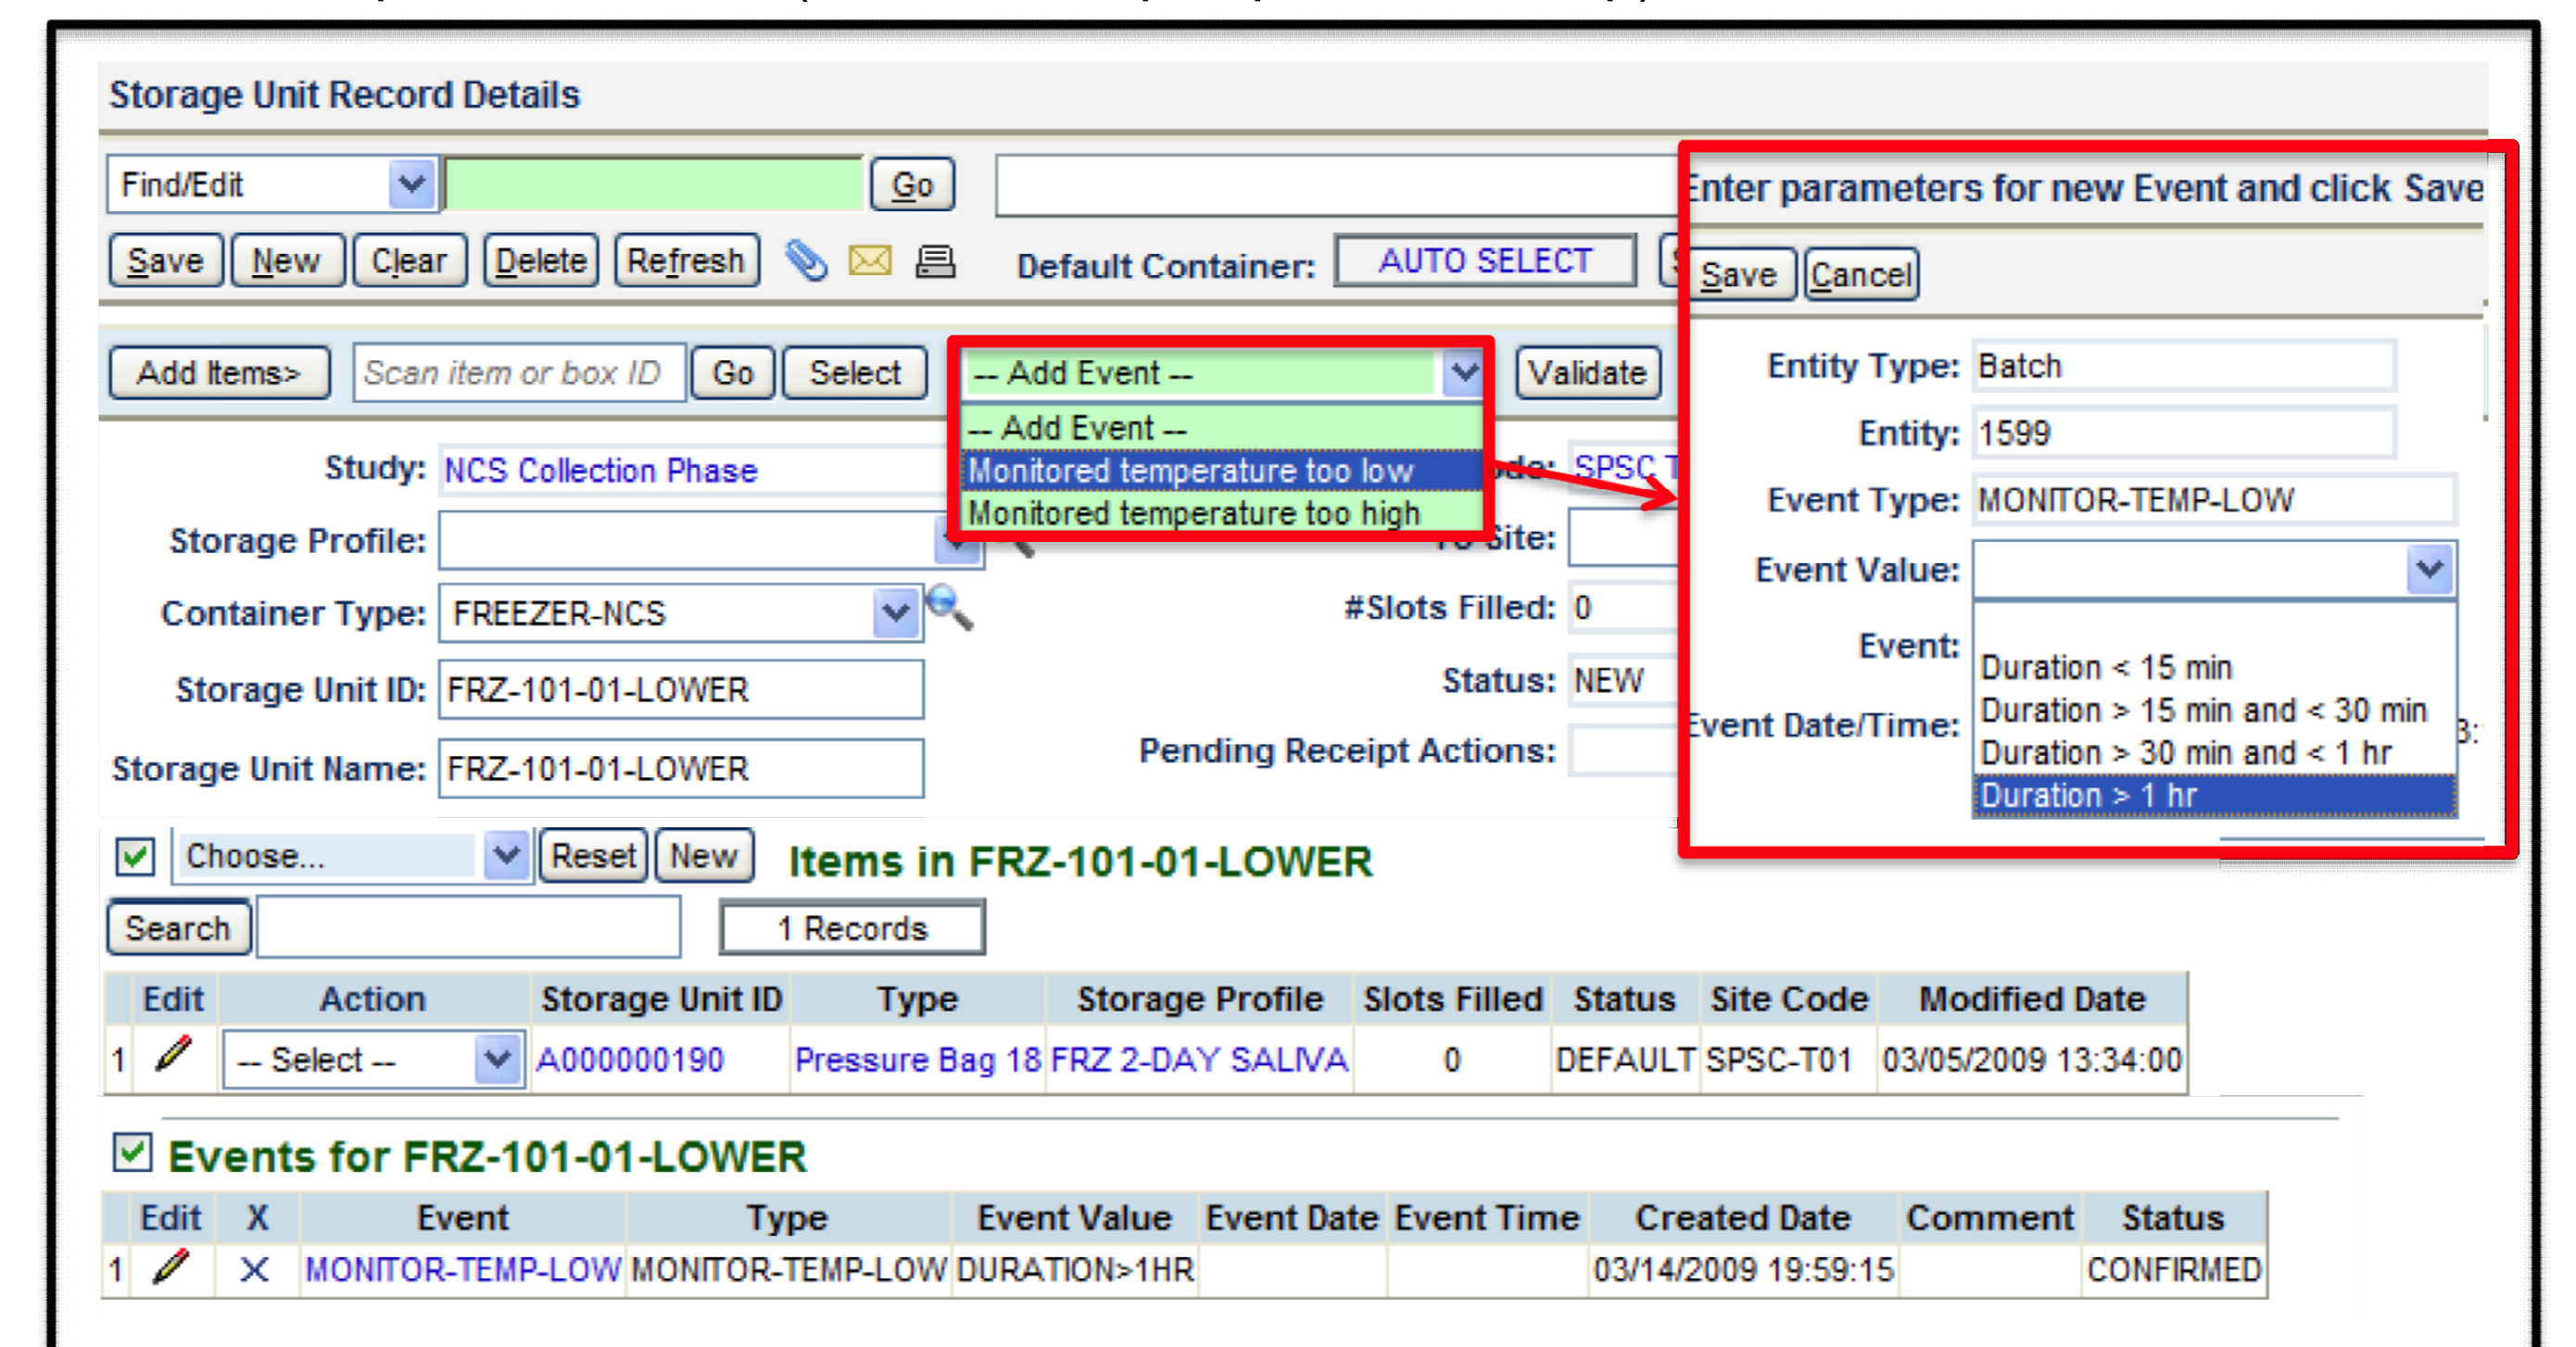 Storage Unit Record Details
Find/Edit Go
Enter parameters for new Event and click Save
Save New Clear Delete Refresh Default Container: AUTO SELECT
Save Cancel
Add Items> Scan item or box ID Go Select -- Add Event -- Validate
-- Add Event --
Monitored temperature too low
Monitored temperature too high
Entity Type: Batch
Entity: 1599
Event Type: MONITOR-TEMP-LOW
Event Value:
Event:
Duration < 15 min
Duration > 15 min and < 30 min
Duration > 30 min and < 1 hr
Duration > 1 hr
Event Date/Time:
Study: NCS Collection Phase
SPSC
Storage Profile:
Site:
Container Type: FREEZER-NCS
#Slots Filled: 0
Storage Unit ID: FRZ-101-01-LOWER
Status: NEW
Storage Unit Name: FRZ-101-01-LOWER
Pending Receipt Actions:
Choose... Reset New Items in FRZ-101-01-LOWER
Search 1 Records
Edit Action Storage Unit ID Type Storage Profile Slots Filled Status Site Code Modified Date
1 -- Select -- A000000190 Pressure Bag 18 FRZ 2-DAY SALIVA 0 DEFAULT SPSC-T01 03/05/2009 13:34:00
Events for FRZ-101-01-LOWER
Edit X Event Type Event Value Event Date Event Time Created Date Comment Status
1 X MONITOR-TEMP-LOW MONITOR-TEMP-LOW DURATION>1HR 03/14/2009 19:59:15 CONFIRMED